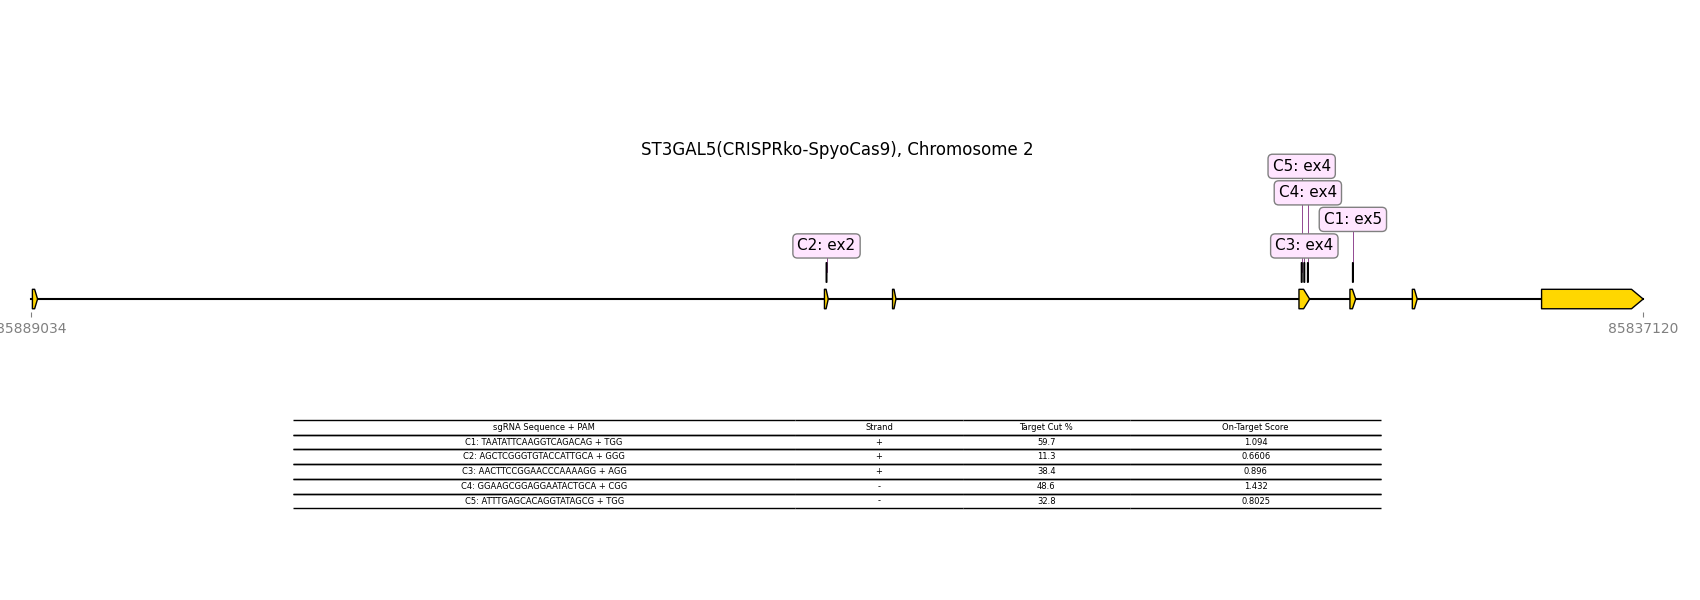 ST3GAL5(CRISPRko-SpyoCas9), Chromosome 2
C5: ex4
C4: ex4
C1: ex5
C2: ex2
C3: ex4
85889034
85837120
sgRNA Sequence + PAM Strand Target Cut % On-Target Score
C1: TAATATTCAAGGTCAGACAG + TGG + 59.7 1.094
C2: AGCTCGGGTGTACCATTGCA + GGG + 11.3 0.6606
C3: AACTTCCGGAACCCAAAAGG + AGG + 38.4 0.896
C4: GGAAGCGGAGGAATACTGCA + CGG - 48.6 1.432
C5: ATTTGAGCACAGGTATAGCG + TGG - 32.8 0.8025